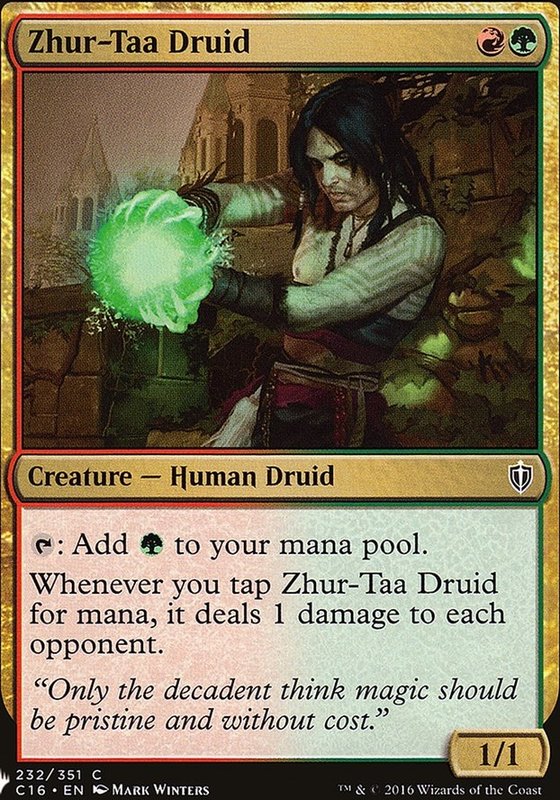 Zhur-Taa Druid
Creature — Human Druid
: Add to your mana pool.
Whenever you tap Zhur-Taa Druid
for mana, it deals 1 damage to each
opponent.
“Only the decadent think magic should
be pristine and without cost.”
1/1
232/351 C
C16 • EN MARK WINTERS
™ & © 2016 Wizards of the Coast